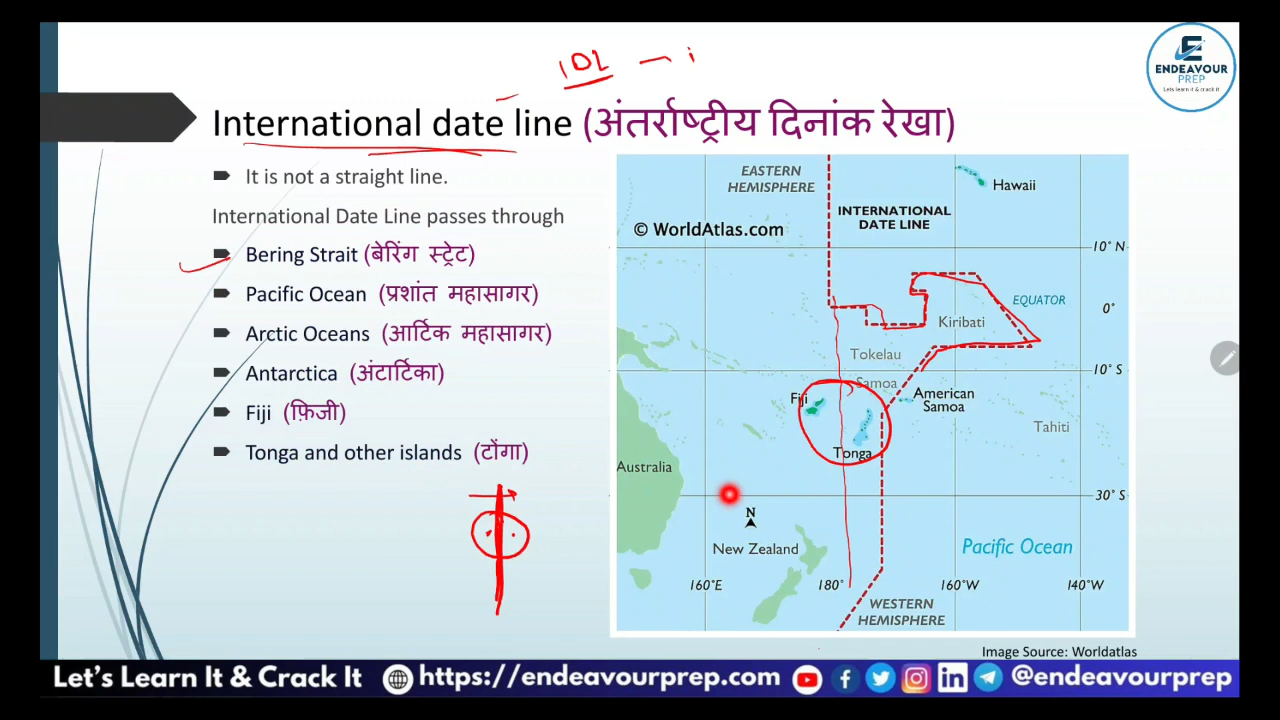 IDL
ENDEAVOUR
PREP
Lets learn it & crack it
International date line (अंतर्राष्ट्रीय दिनांक रेखा)
It is not a straight line.
International Date Line passes through
Bering Strait (बेरिंग स्ट्रेट)
Pacific Ocean (प्रशांत महासागर)
Arctic Oceans (आर्टिक महासागर)
Antarctica (अंटार्टिका)
Fiji (फ़िजी)
Tonga and other islands (टोंगा)
EASTERN
HEMISPHERE
Hawaii
INTERNATIONAL
DATE LINE
© WorldAtlas.com
10° N
EQUATOR
0°
Kiribati
Tokelau
10° S
Samoa
American
Samoa
Fiji
Tahiti
Tonga
Australia
30° S
N
New Zealand
Pacific Ocean
160°E
180°
160°W
140°W
WESTERN
HEMISPHERE
Image Source: Worldatlas
Let's Learn It & Crack It https://endeavourprep.com @endeavourprep